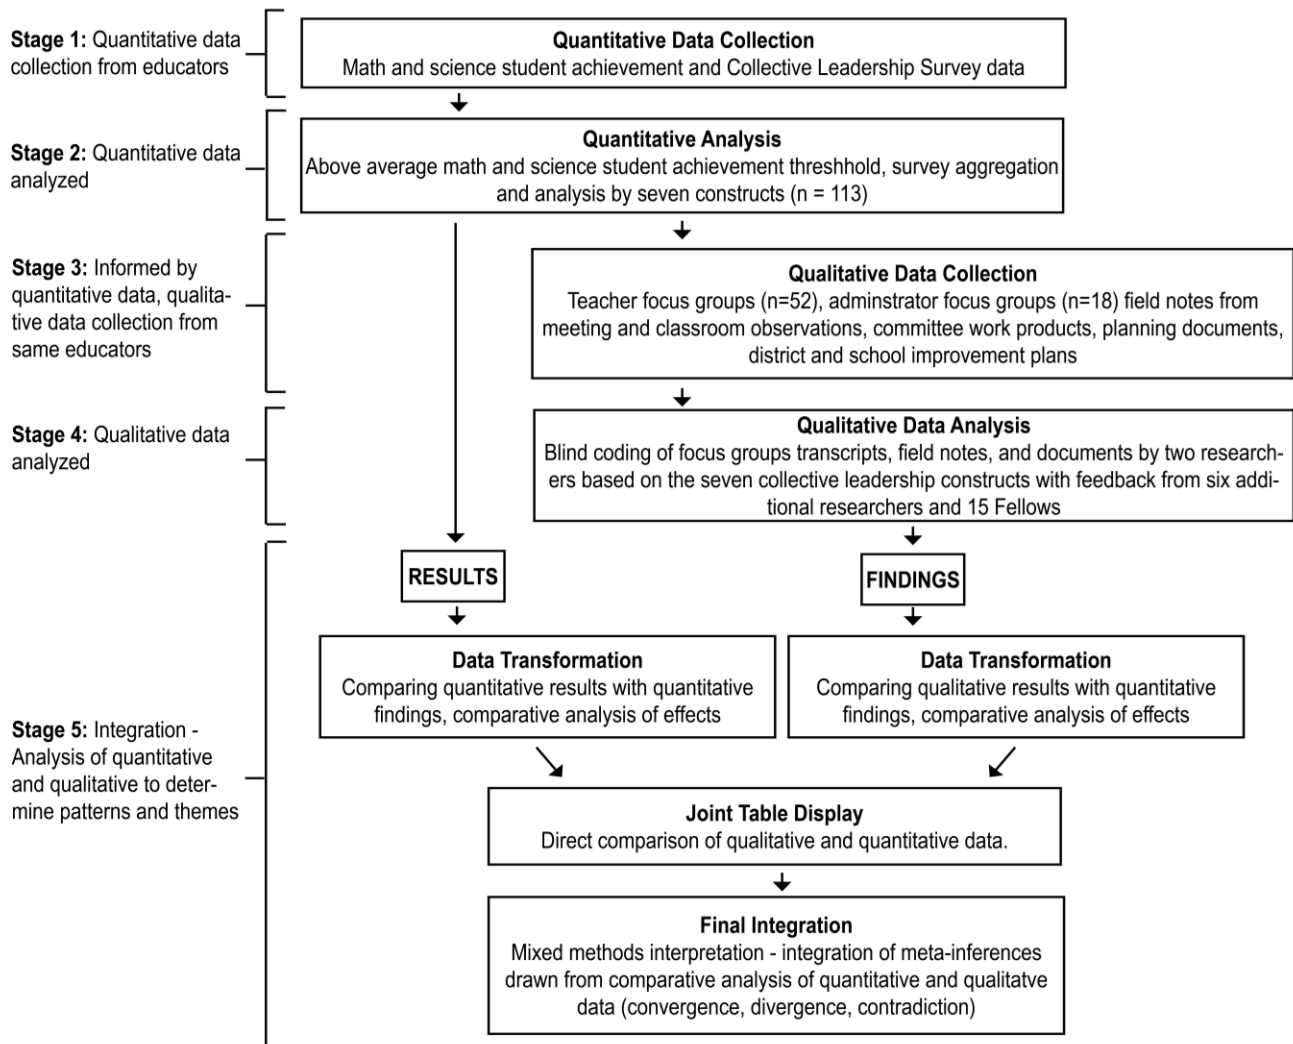 Stage 1: Quantitative data
collection from educators
Quantitative Data Collection
Math and science student achievement and Collective Leadership Survey data
Stage 2: Quantitative data
analyzed
Quantitative Analysis
Above average math and science student achievement threshhold, survey aggregation
and analysis by seven constructs (n = 113)
Stage 3: Informed by
quantitative data, qualita-
tive data collection from
same educators
Qualitative Data Collection
Teacher focus groups (n=52), adminstrator focus groups (n=18) field notes from
meeting and classroom observations, committee work products, planning documents,
district and school improvement plans
Stage 4: Qualitative data
analyzed
Qualitative Data Analysis
Blind coding of focus groups transcripts, field notes, and documents by two research-
ers based on the seven collective leadership constructs with feedback from six addi-
tional researchers and 15 Fellows
Stage 5: Integration -
Analysis of quantitative
and qualitative to deter-
mine patterns and themes
RESULTS
FINDINGS
Data Transformation
Comparing quantitative results with quantitative
findings, comparative analysis of effects
Data Transformation
Comparing qualitative results with quantitative
findings, comparative analysis of effects
Joint Table Display
Direct comparison of qualitative and quantitative data.
Final Integration
Mixed methods interpretation - integration of meta-inferences
drawn from comparative analysis of quantitative and qualitatve
data (convergence, divergence, contradiction)